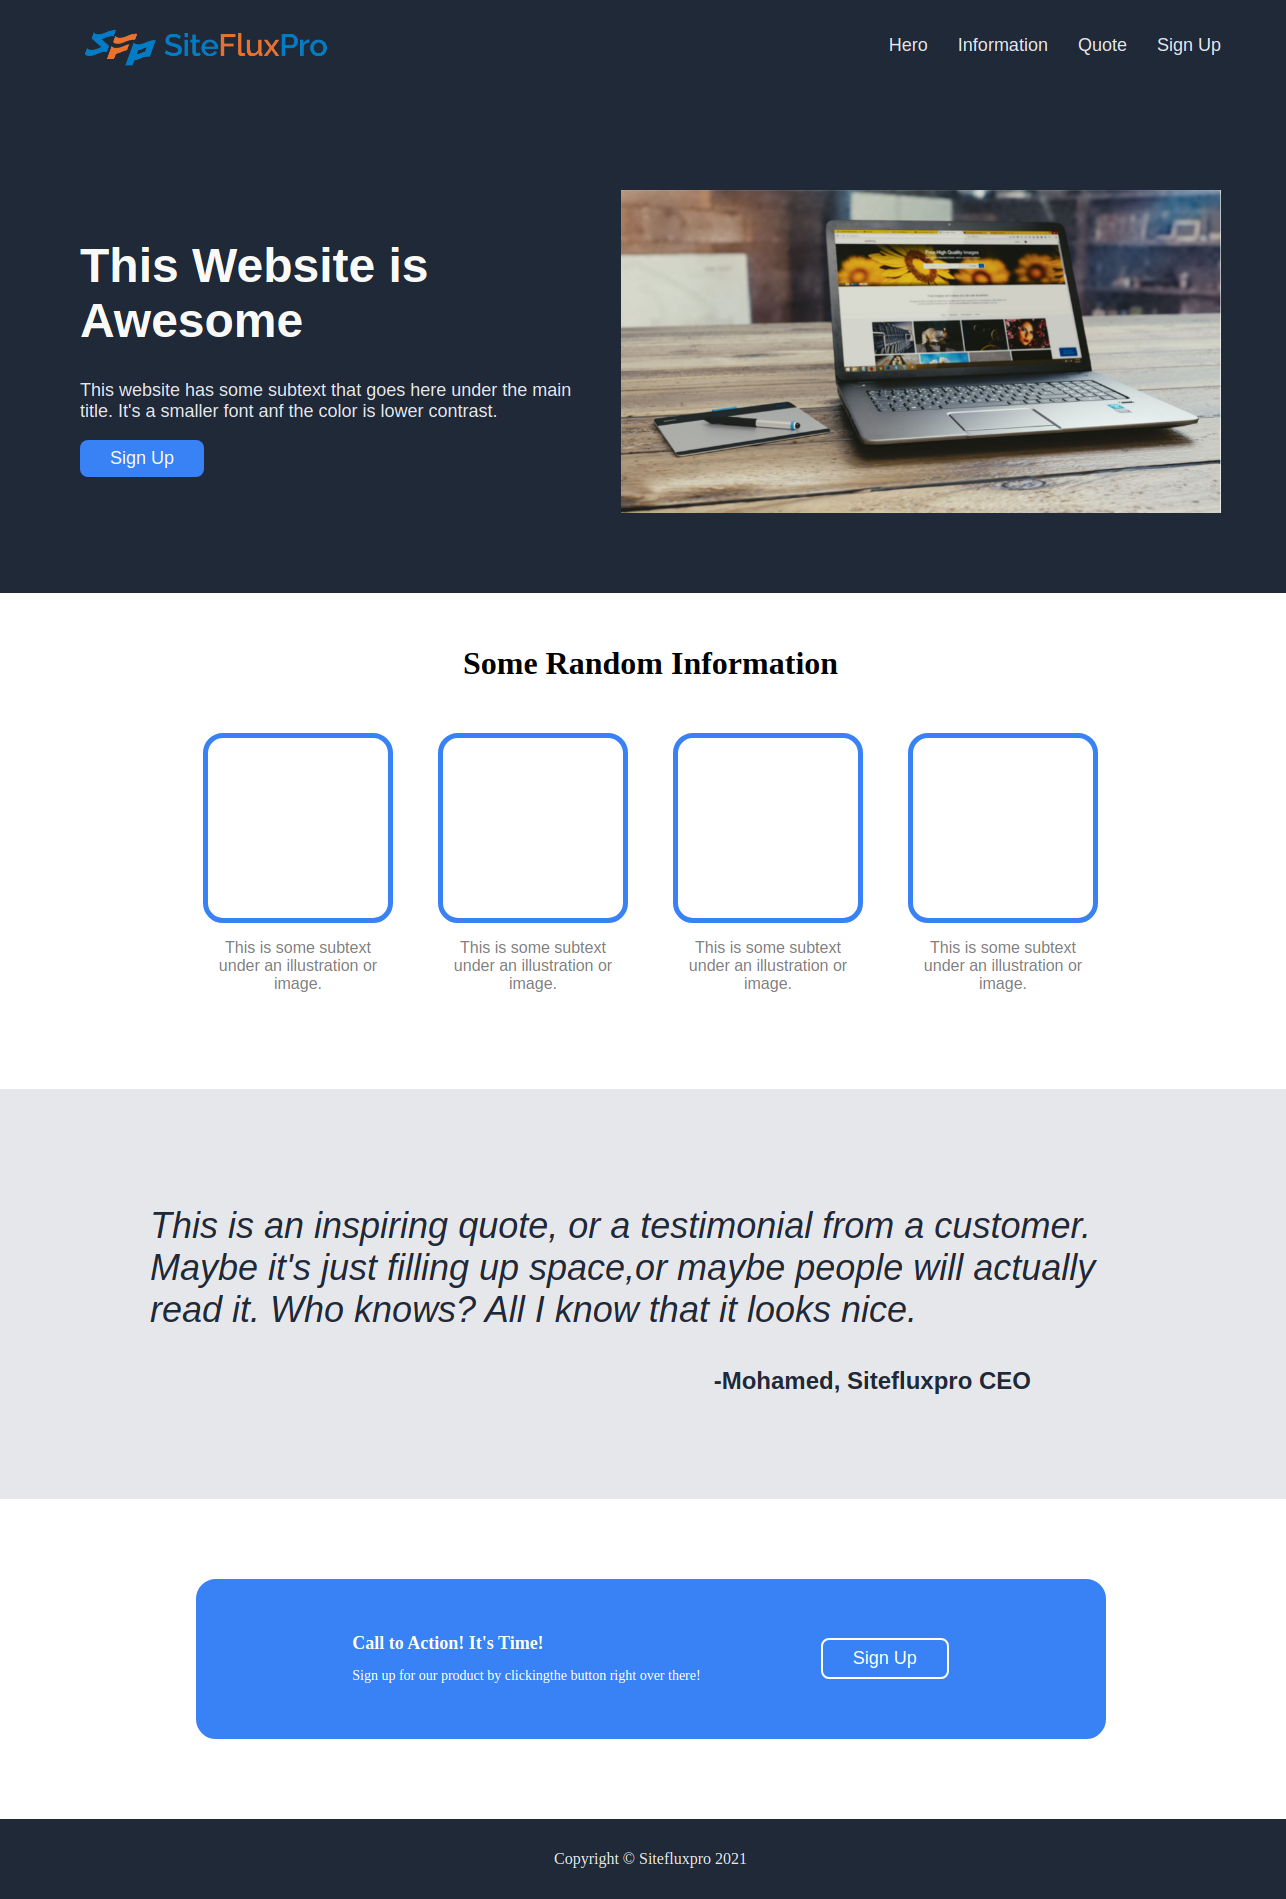 SFP SiteFluxPro
Hero Information Quote Sign Up
This Website is
Awesome
This website has some subtext that goes here under the main
title. It's a smaller font anf the color is lower contrast.
Sign Up
Free High Quality Images
Some Random Information
This is some subtext
under an illustration or
image.
This is some subtext
under an illustration or
image.
This is some subtext
under an illustration or
image.
This is some subtext
under an illustration or
image.
This is an inspiring quote, or a testimonial from a customer.
Maybe it's just filling up space,or maybe people will actually
read it. Who knows? All I know that it looks nice.
-Mohamed, Sitefluxpro CEO
Call to Action! It's Time!
Sign up for our product by clickingthe button right over there!
Sign Up
Copyright © Sitefluxpro 2021